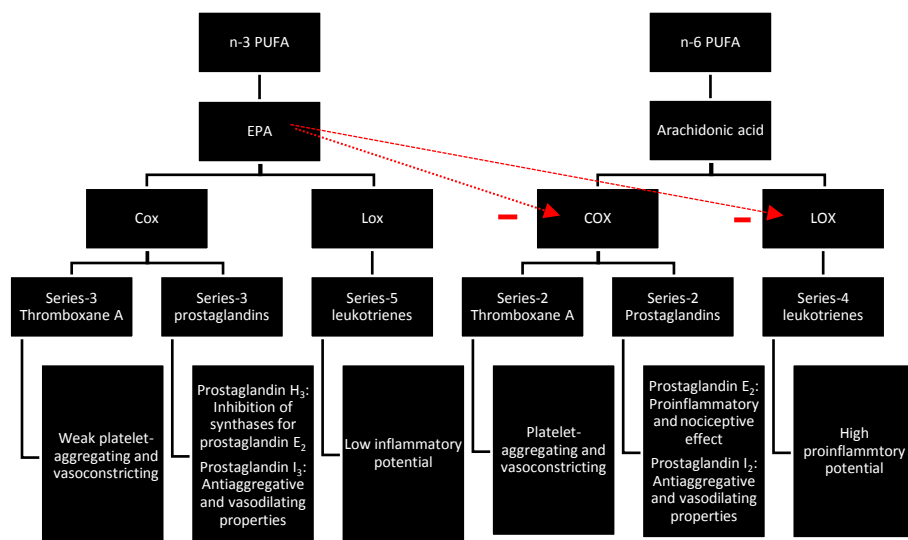 n-3 PUFA
n-6 PUFA
EPA
Arachidonic acid
Cox
Lox
COX
LOX
Series-3
Thromboxane A
Series-3
prostaglandins
Series-5
leukotrienes
Series-2
Thromboxane A
Series-2
Prostaglandins
Series-4
leukotrienes
Weak platelet-
aggregating and
vasoconstricting
Prostaglandin H₃:
Inhibition of
synthases for
prostaglandin E₂
Prostaglandin I₃:
Antiaggregative
and vasodilating
properties
Low inflammatory
potential
Platelet-
aggregating and
vasoconstricting
Prostaglandin E₂:
Proinflammatory
and nociceptive
effect
Prostaglandin I₂:
Antiaggregative
and vasodilating
properties
High
proinflammtory
potential